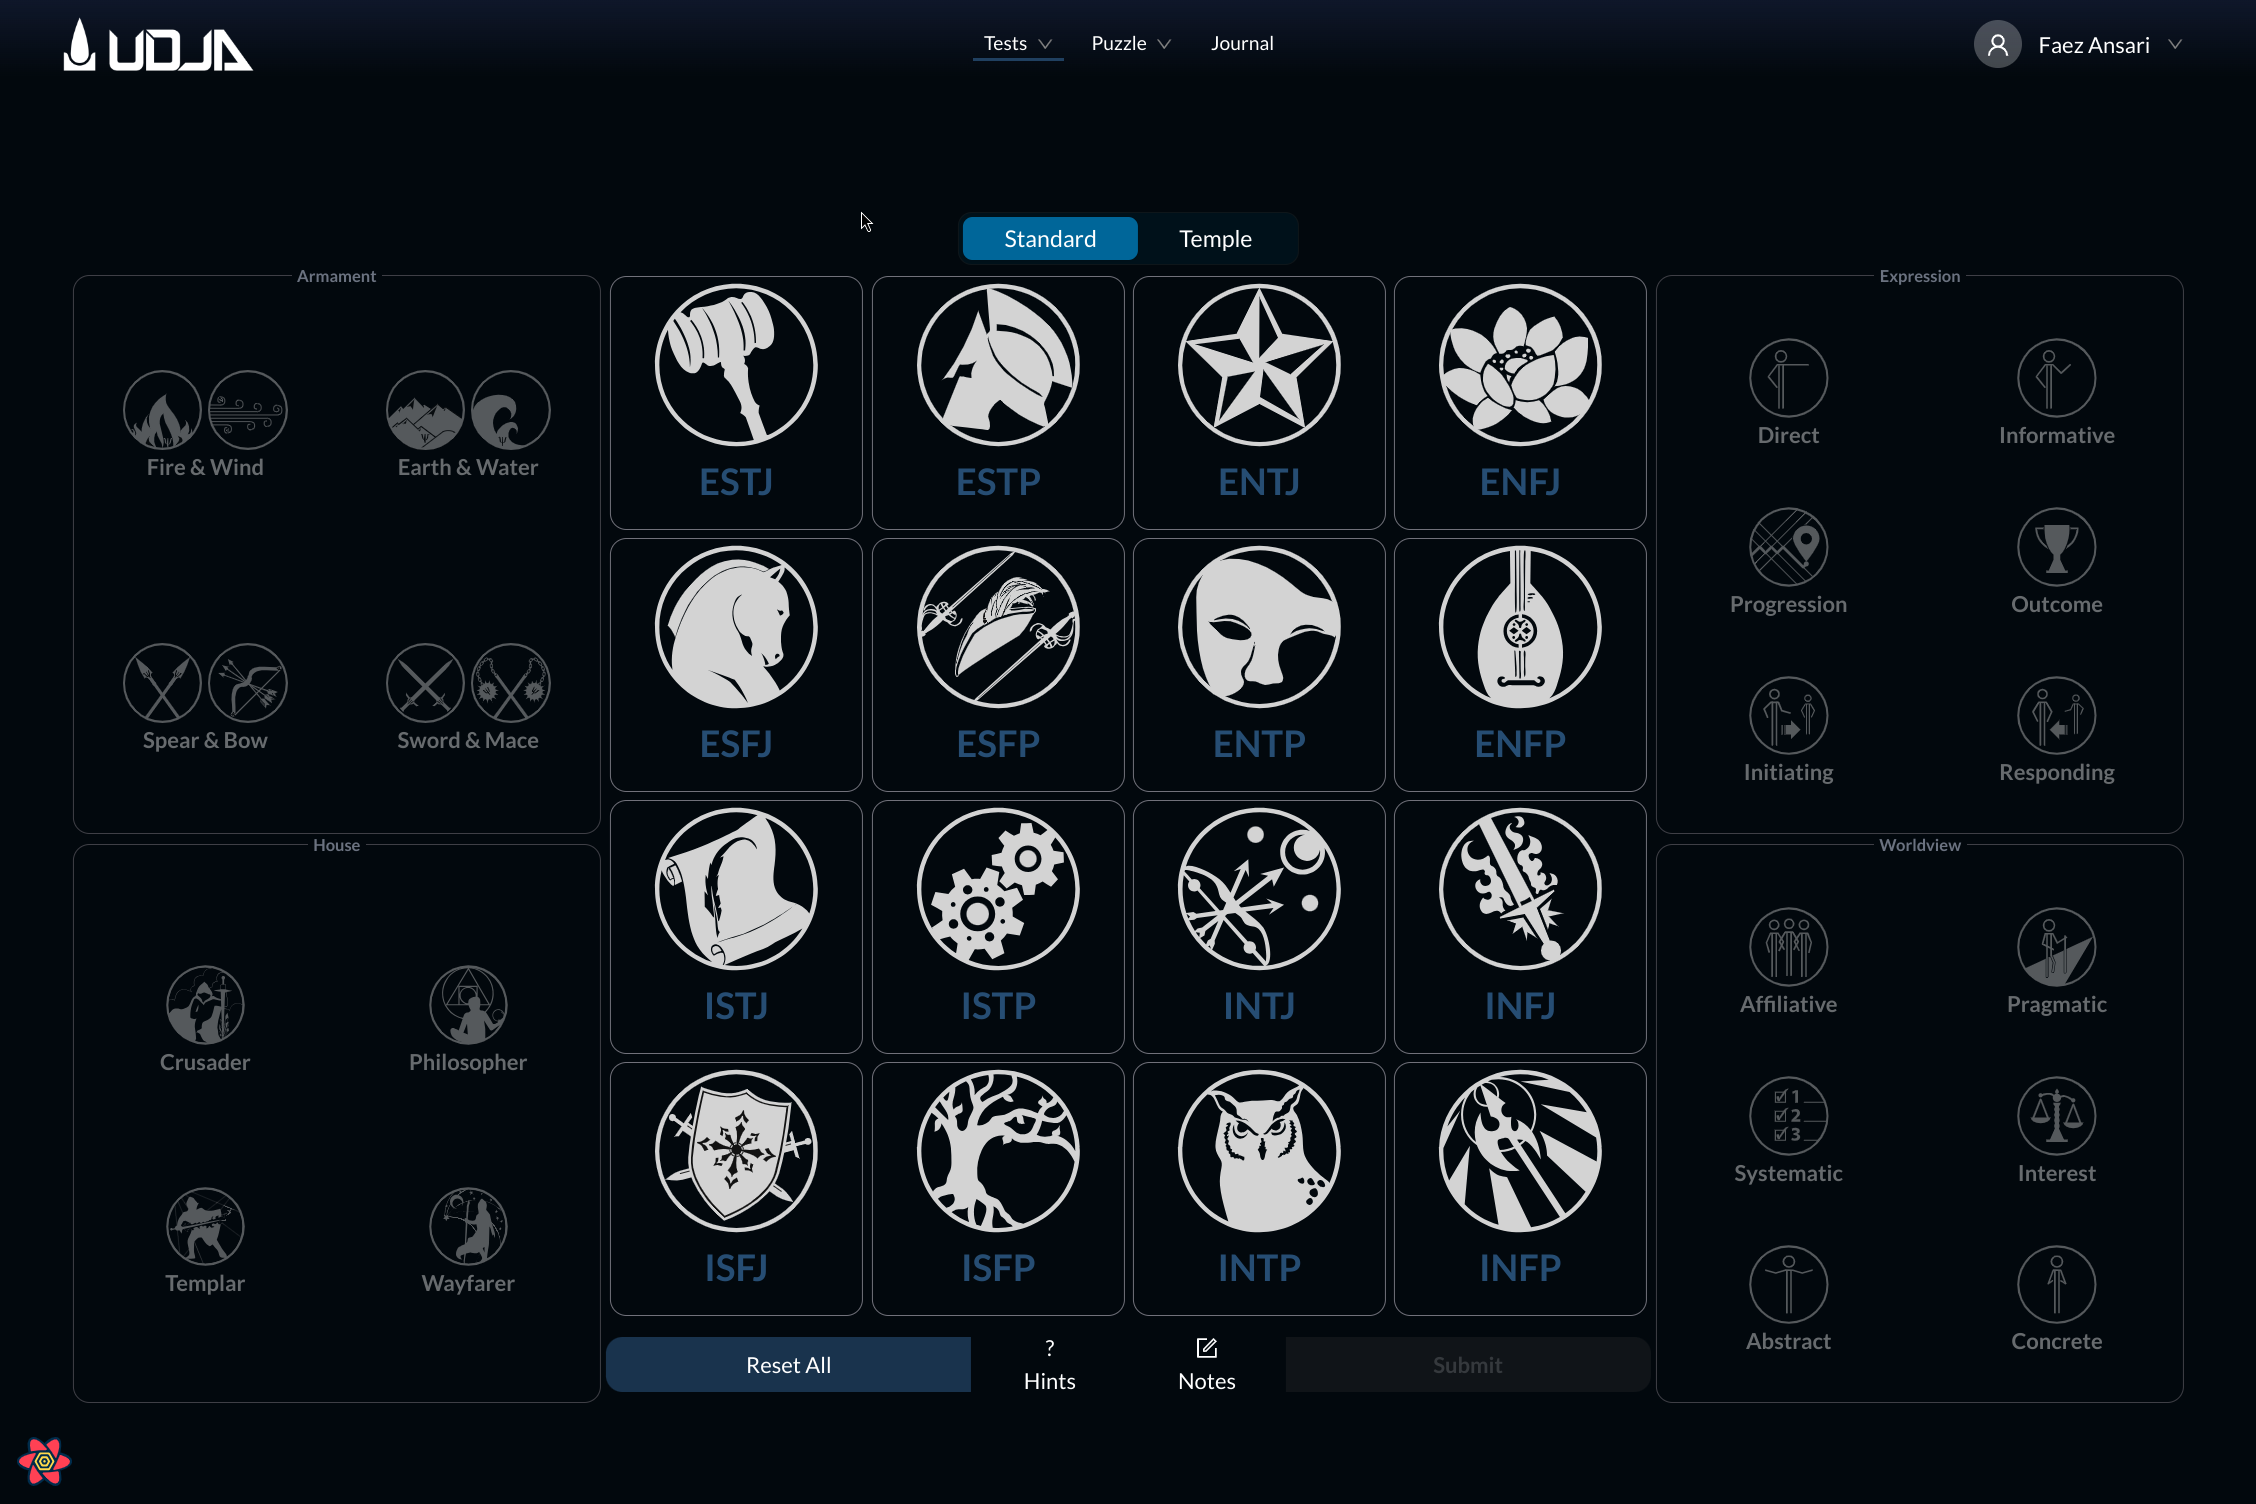 UDJA
Tests
Puzzle
Journal
Faez Ansari
Standard
Temple
Armament
Fire & Wind
Earth & Water
Spear & Bow
Sword & Mace
House
Crusader
Philosopher
Templar
Wayfarer
ESTJ
ESTP
ENTJ
ENFJ
ESFJ
ESFP
ENTP
ENFP
ISTJ
ISTP
INTJ
INFJ
ISFJ
ISFP
INTP
INFP
Reset All
?
Hints
Notes
Submit
Expression
Direct
Informative
Progression
Outcome
Initiating
Responding
Worldview
Affiliative
Pragmatic
1
2
3
Systematic
Interest
Abstract
Concrete